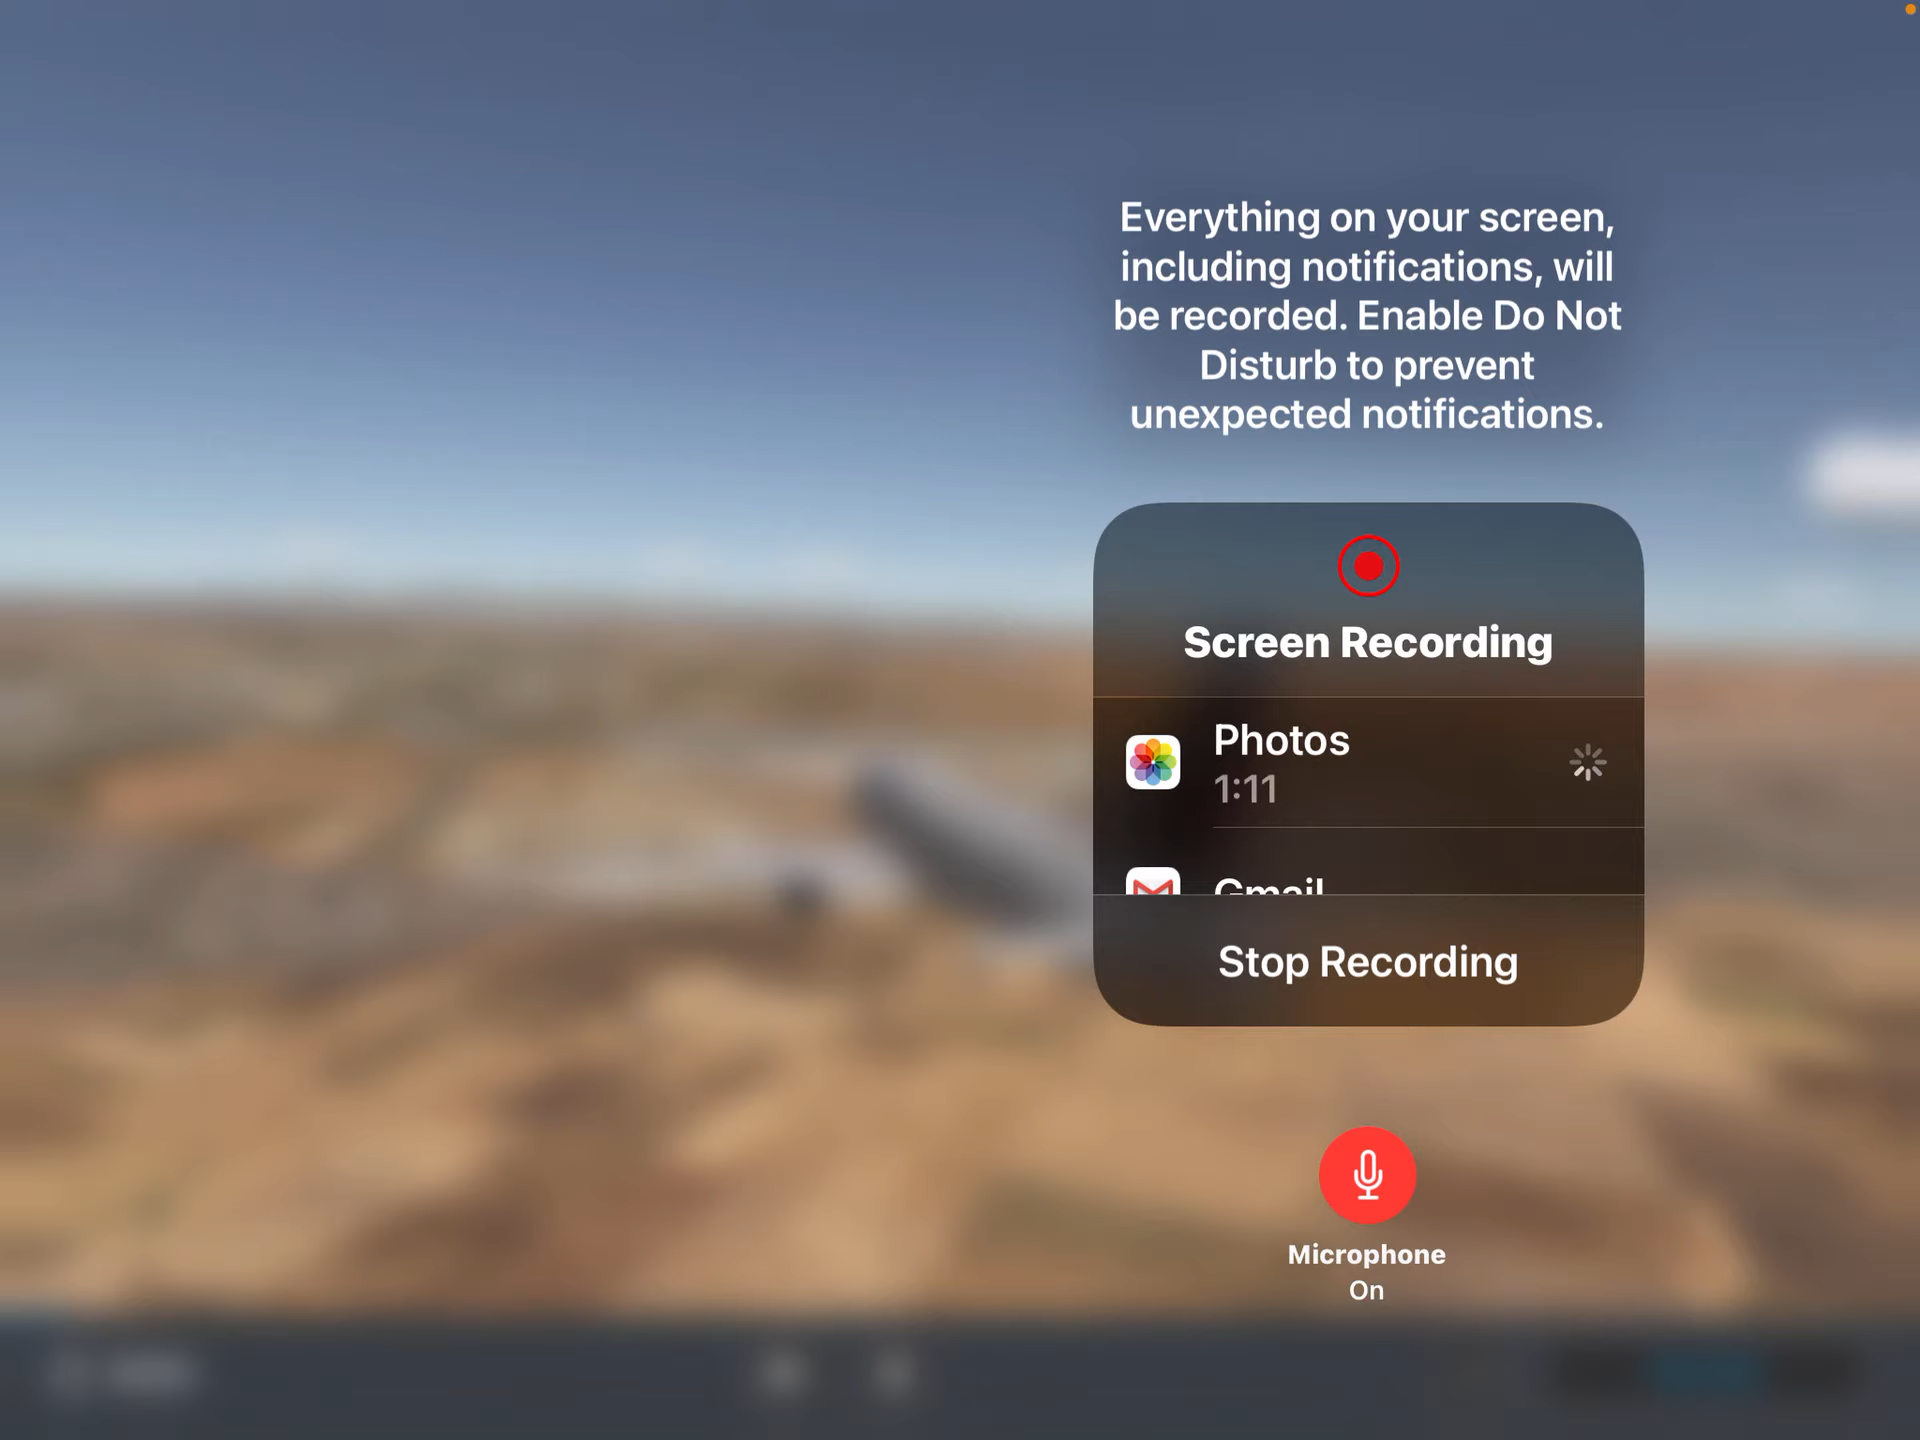 Everything on your screen,
including notifications, will
be recorded. Enable Do Not
Disturb to prevent
unexpected notifications.
Screen Recording
Photos
1:11
Gmail
Stop Recording
Microphone
On